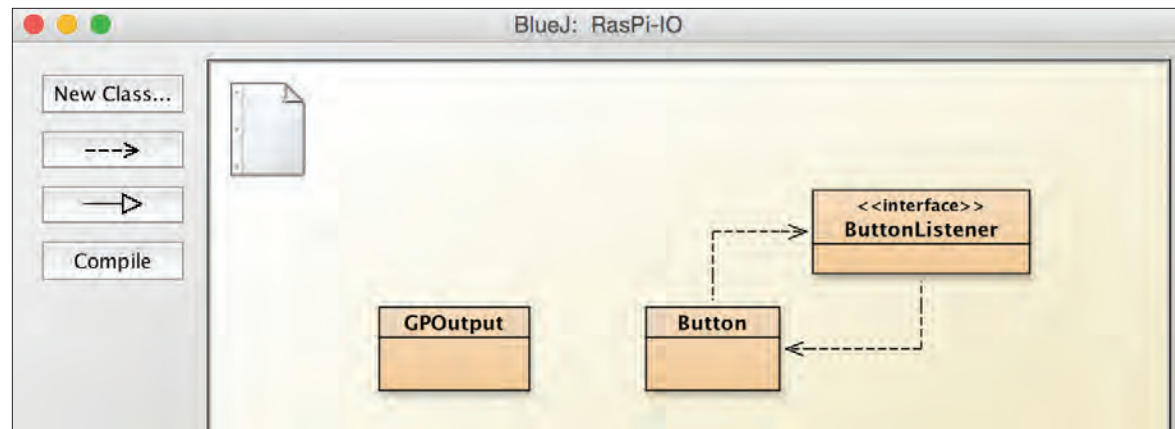 BlueJ: RasPi-IO
New Class...
Compile
<<interface>>
ButtonListener
GPOutput
Button